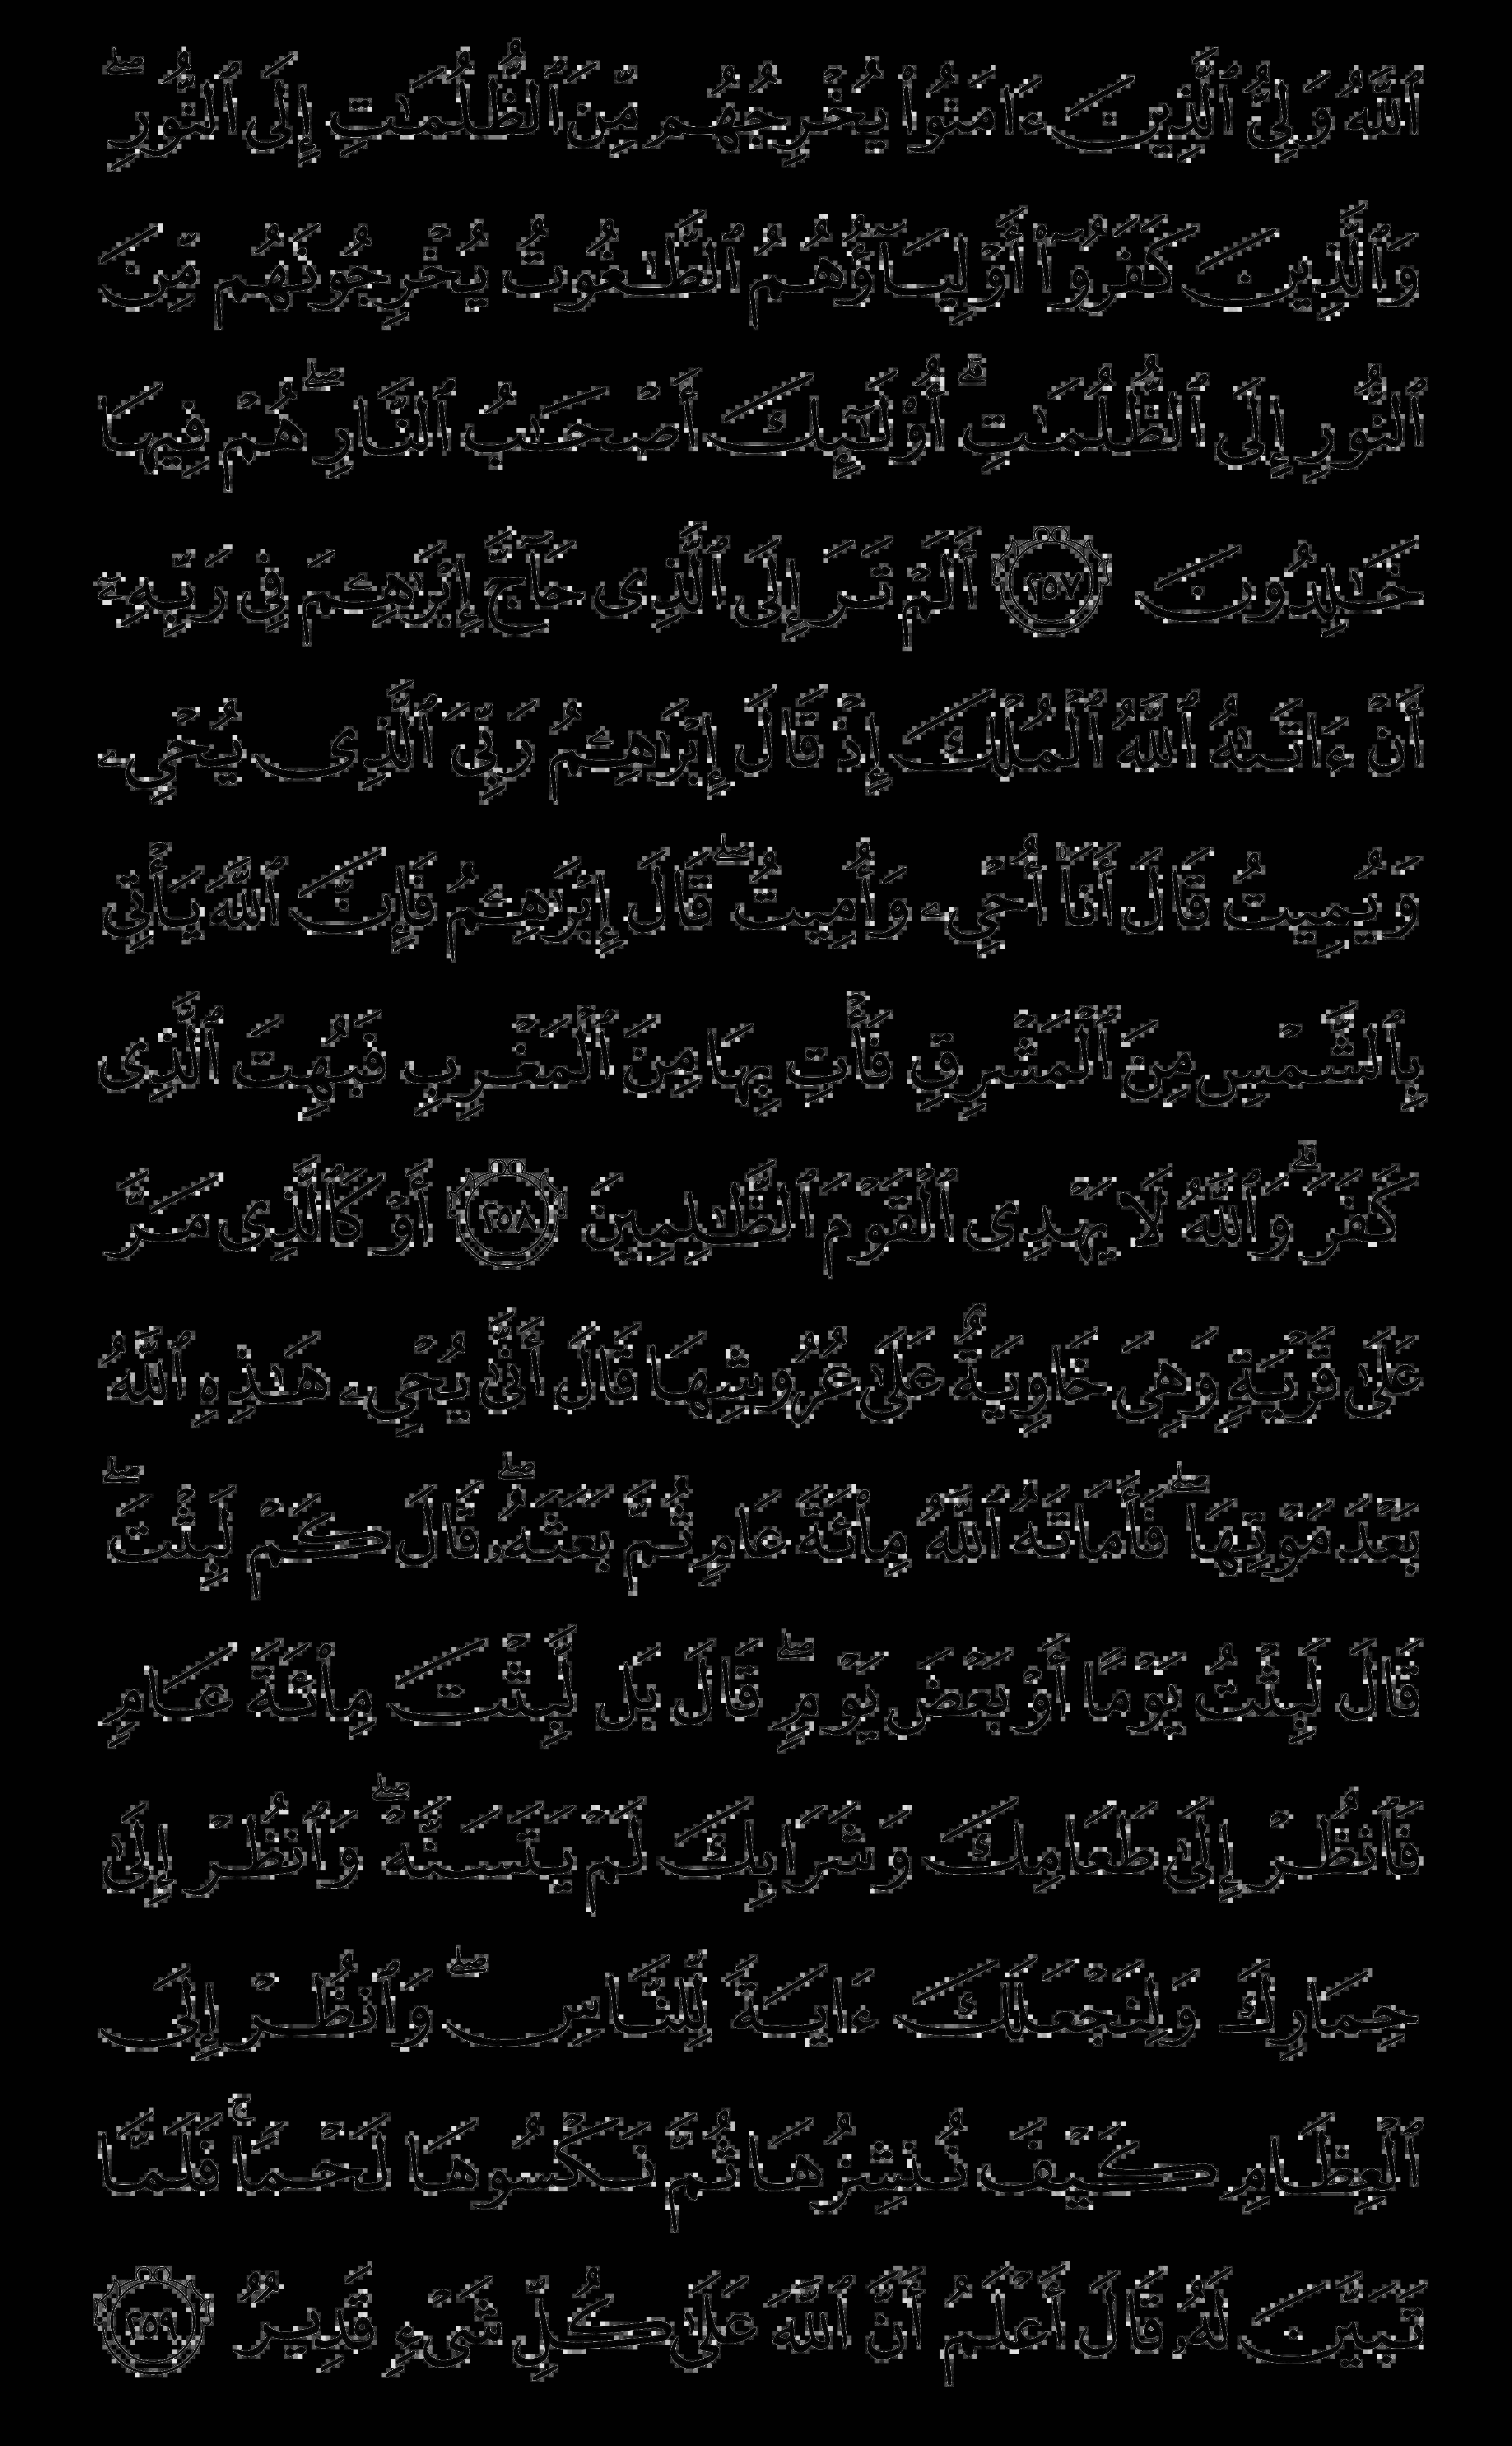 ٱللَّهُ وَلِىُّ ٱلَّذِينَ ءَامَنُوا۟ يُخْرِجُهُم مِّنَ ٱلظُّلُمَـٰتِ إِلَى ٱلنُّورِ ۖ
وَٱلَّذِينَ كَفَرُوٓا۟ أَوْلِيَآؤُهُمُ ٱلطَّـٰغُوتُ يُخْرِجُونَهُم مِّنَ
ٱلنُّورِ إِلَى ٱلظُّلُمَـٰتِ ۗ أُو۟لَـٰٓئِكَ أَصْحَـٰبُ ٱلنَّارِ ۖ هُمْ فِيهَا
خَـٰلِدُونَ ٢٥٧ أَلَمْ تَرَ إِلَى ٱلَّذِى حَآجَّ إِبْرَٰهِـۧمَ فِى رَبِّهِۦٓ
أَنْ ءَاتَىٰهُ ٱللَّهُ ٱلْمُلْكَ إِذْ قَالَ إِبْرَٰهِـۧمُ رَبِّىَ ٱلَّذِى يُحْىِۦ
وَيُمِيتُ قَالَ أَنَا۠ أُحْىِۦ وَأُمِيتُ ۖ قَالَ إِبْرَٰهِـۧمُ فَإِنَّ ٱللَّهَ يَأْتِى
بِٱلشَّمْسِ مِنَ ٱلْمَشْرِقِ فَأْتِ بِهَا مِنَ ٱلْمَغْرِبِ فَبُهِتَ ٱلَّذِى
كَفَرَ ۗ وَٱللَّهُ لَا يَهْدِى ٱلْقَوْمَ ٱلظَّـٰلِمِينَ ٢٥٨ أَوْ كَٱلَّذِى مَرَّ
عَلَىٰ قَرْيَةٍ وَهِىَ خَاوِيَةٌ عَلَىٰ عُرُوشِهَا قَالَ أَنَّىٰ يُحْىِۦ هَـٰذِهِ ٱللَّهُ
بَعْدَ مَوْتِهَا ۖ فَأَمَاتَهُ ٱللَّهُ مِا۟ئَةَ عَامٍ ثُمَّ بَعَثَهُۥ ۖ قَالَ كَمْ لَبِثْتَ ۖ
قَالَ لَبِثْتُ يَوْمًا أَوْ بَعْضَ يَوْمٍ ۖ قَالَ بَل لَّبِثْتَ مِا۟ئَةَ عَامٍ
فَٱنظُرْ إِلَىٰ طَعَامِكَ وَشَرَابِكَ لَمْ يَتَسَنَّهْ ۖ وَٱنظُرْ إِلَىٰ
حِمَارِكَ وَلِنَجْعَلَكَ ءَايَةً لِّلنَّاسِ ۖ وَٱنظُرْ إِلَى
ٱلْعِظَامِ كَيْفَ نُنشِزُهَا ثُمَّ نَكْسُوهَا لَحْمًا ۚ فَلَمَّا
تَبَيَّنَ لَهُۥ قَالَ أَعْلَمُ أَنَّ ٱللَّهَ عَلَىٰ كُلِّ شَىْءٍ قَدِيرٌ ٢٥٩